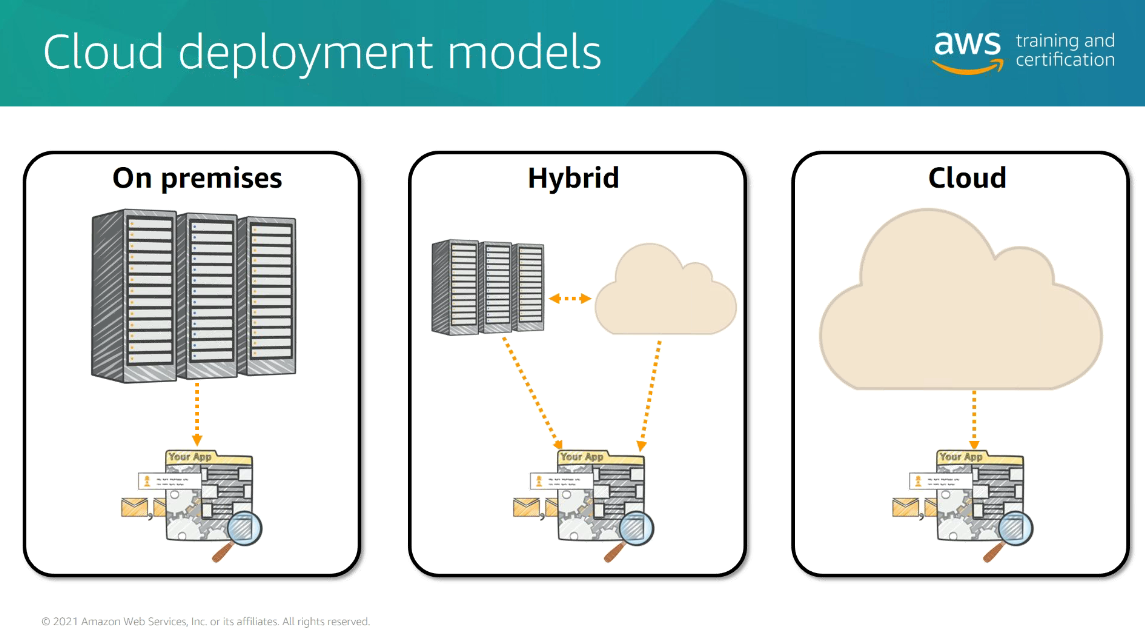 Cloud deployment models
aws training and
certification
On premises
Hybrid
Cloud
Your App
Your App
Your App
© 2021 Amazon Web Services, Inc. or its affiliates. All rights reserved.